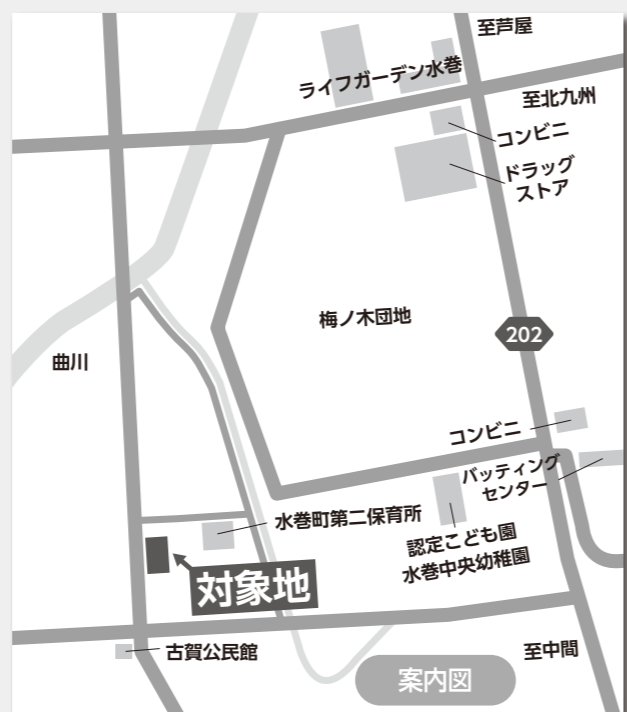 至芦屋
ライフガーデン水巻
至北九州
コンビニ
ドラッグ
ストア
梅ノ木団地
202
曲川
コンビニ
バッティング
センター
水巻町第二保育所
認定こども園
水巻中央幼稚園
対象地
古賀公民館
至中間
案内図